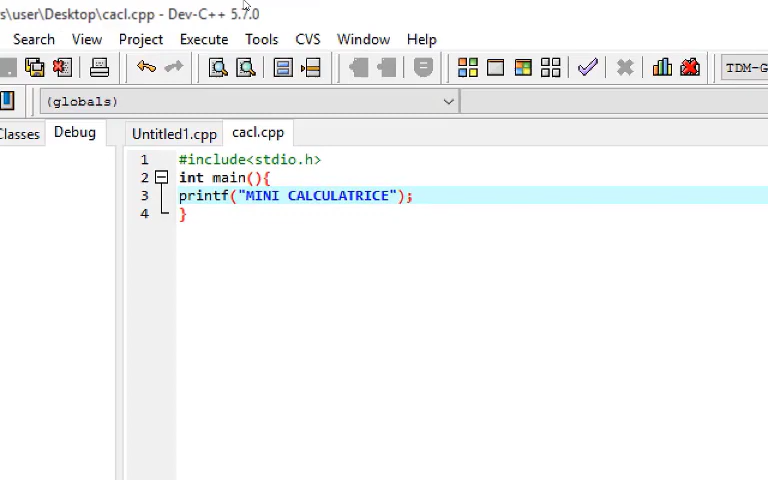 rs\user\Desktop\cacl.cpp - Dev-C++ 5.7.0
Search View Project Execute Tools CVS Window Help
TDM-G
(globals)
Classes Debug Untitled1.cpp cacl.cpp
1 #include<stdio.h>
2 int main(){
3 printf("MINI CALCULATRICE");
4 }